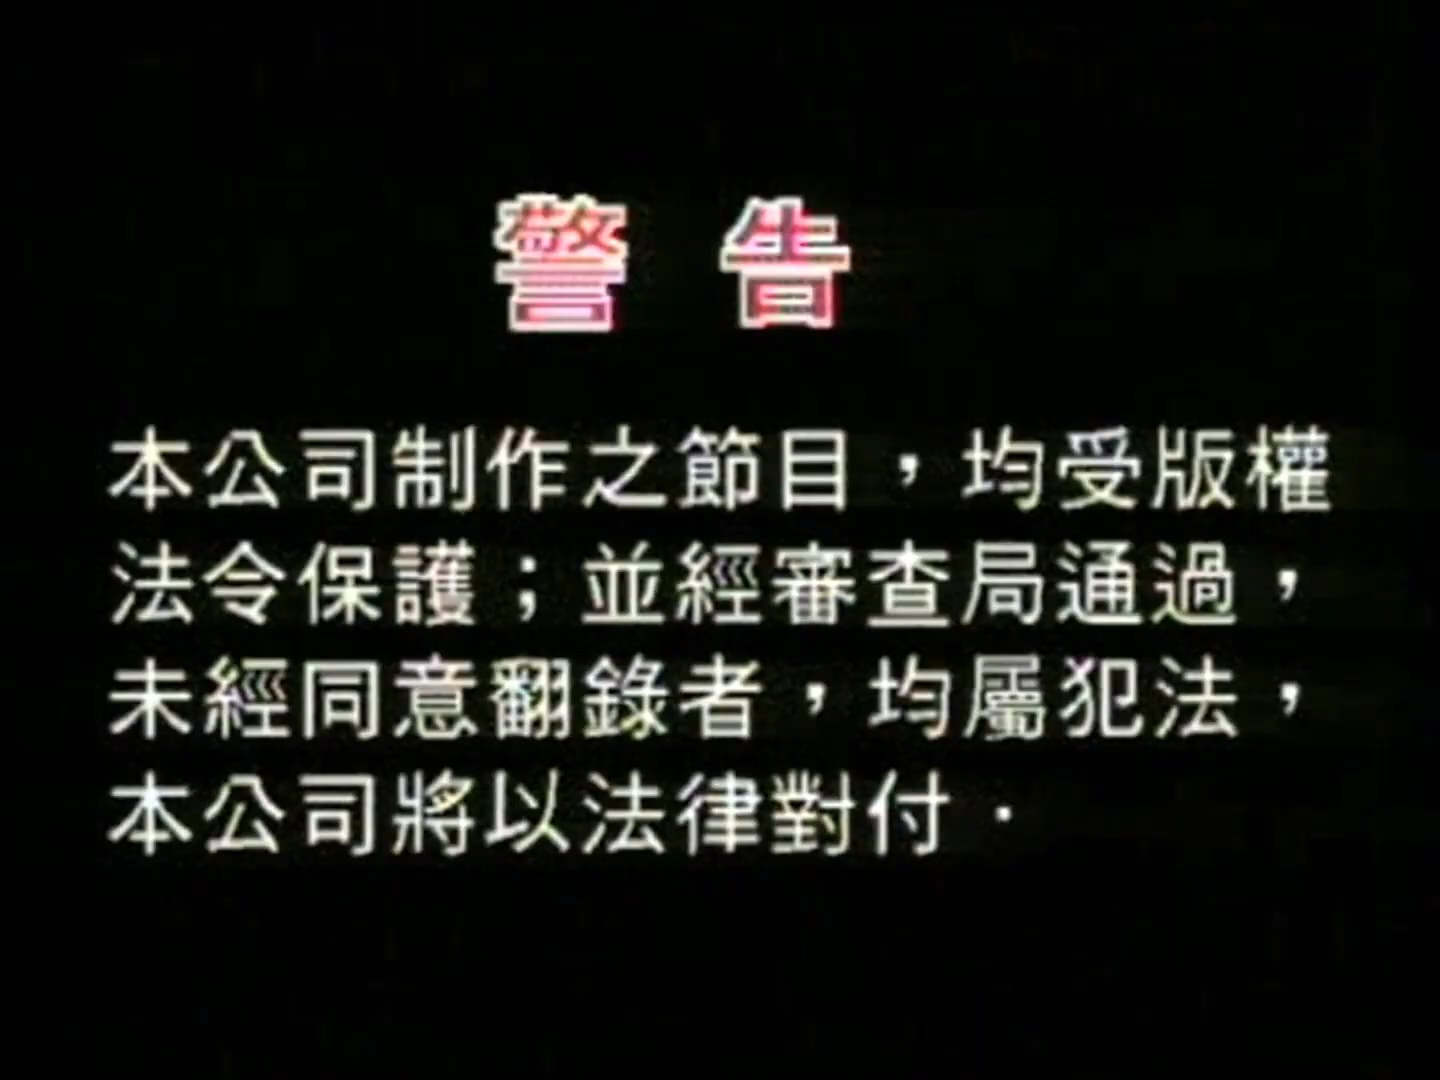 警告
本公司制作之節目，均受版權
法令保護；並經審查局通過，
未經同意翻錄者，均屬犯法，
本公司將以法律對付．